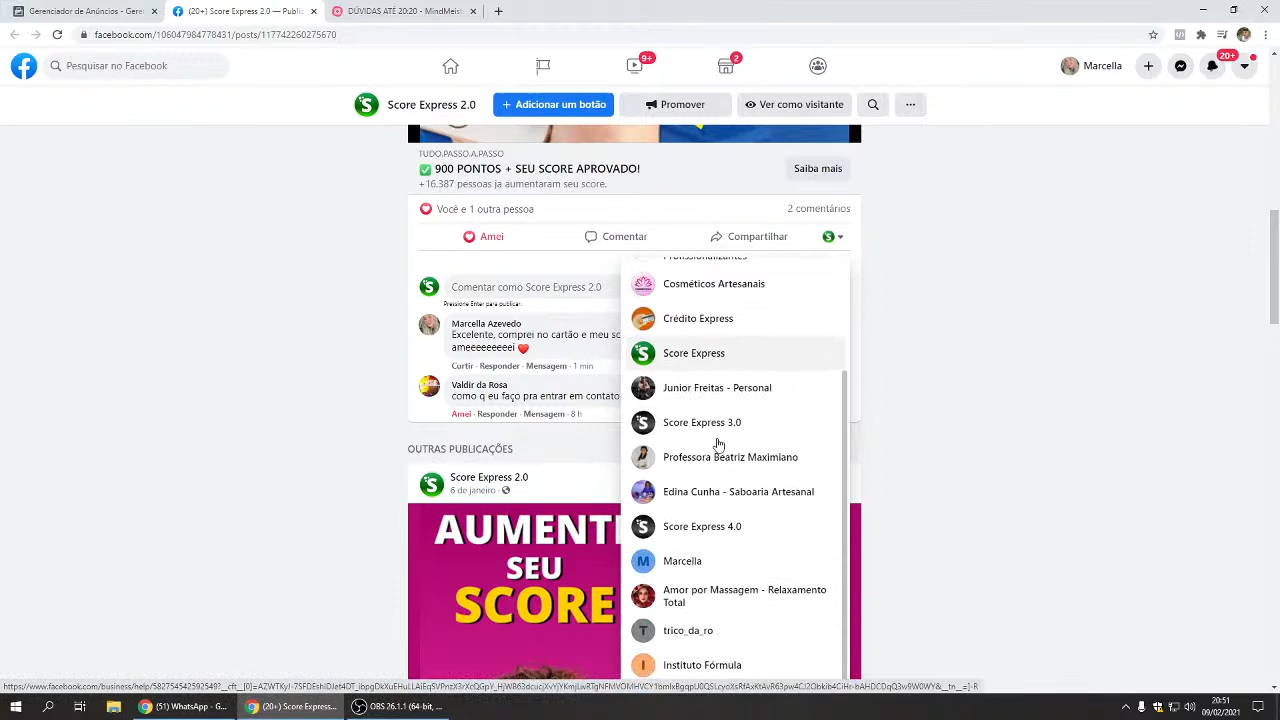 Gerenciador de Anúncios - Geren
(20+) Score Express 2.0 — Public
DÚVIDAS ATÉ 20:20 - MindMeist
facebook.com/106047984778431/posts/117742260275670
Pesquisar no Facebook
9+
2
Marcella
20+
Score Express 2.0
+ Adicionar um botão
Promover
Ver como visitante
TUDO.PASSO.A.PASSO
✅ 900 PONTOS + SEU SCORE APROVADO!
+16.387 pessoas ja aumentaram seu score.
Saiba mais
Você e 1 outra pessoa
2 comentários
Amei
Comentar
Compartilhar
Profissionalizantes
Comentar como Score Express 2.0
Pressione Enter para publicar.
Marcella Azevedo
Excelente, comprei no cartão e meu sc
ameeeeeeeei ❤
Curtir · Responder · Mensagem · 1 min
Valdir da Rosa
como q eu faço pra entrar em contato
Amei · Responder · Mensagem · 8 h
Cosméticos Artesanais
Crédito Express
Score Express
Junior Freitas - Personal
Score Express 3.0
Professora Beatriz Maximiano
Edina Cunha - Saboaria Artesanal
Score Express 4.0
M
Marcella
Amor por Massagem - Relaxamento
Total
T
trico_da_ro
I
Instituto Fórmula
OUTRAS PUBLICAÇÕES
Score Express 2.0
6 de janeiro ·
AUMENTE
SEU
SCORE
(31) WhatsApp - G...
(20+) Score Express...
OBS 26.1.1 (64-bit, ...
20:51
09/02/2021